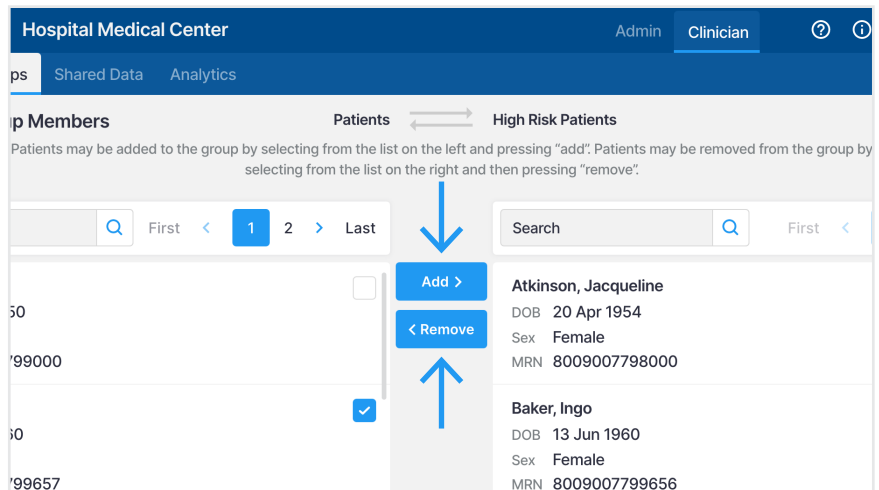 Hospital Medical Center
Admin
Clinician
ps
Shared Data
Analytics
p Members
Patients
High Risk Patients
Patients may be added to the group by selecting from the list on the left and pressing “add”. Patients may be removed from the group by
selecting from the list on the right and then pressing “remove”.
First
1
2
Last
Search
First
Add
Remove
50
799000
60
799657
Atkinson, Jacqueline
DOB 20 Apr 1954
Sex Female
MRN 8009007798000
Baker, Ingo
DOB 13 Jun 1960
Sex Female
MRN 8009007799656